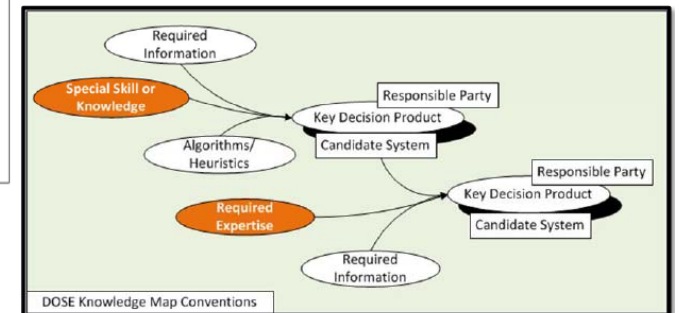 Required
Information
Special Skill or
Knowledge
Algorithms/
Heuristics
Responsible Party
Key Decision Product
Candidate System
Responsible Party
Key Decision Product
Candidate System
Required
Expertise
Required
Information
DOSE Knowledge Map Conventions